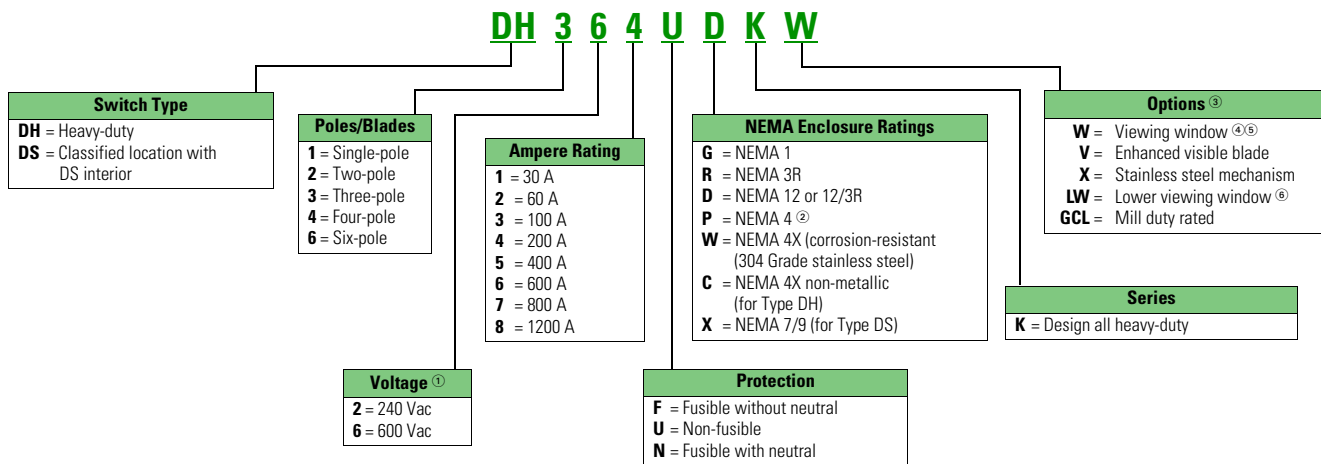 DH 3 6 4 U D K W
Switch Type
DH = Heavy-duty
DS = Classified location with
DS interior
Poles/Blades
1 = Single-pole
2 = Two-pole
3 = Three-pole
4 = Four-pole
6 = Six-pole
Voltage ①
2 = 240 Vac
6 = 600 Vac
Ampere Rating
1 = 30 A
2 = 60 A
3 = 100 A
4 = 200 A
5 = 400 A
6 = 600 A
7 = 800 A
8 = 1200 A
Protection
F = Fusible without neutral
U = Non-fusible
N = Fusible with neutral
NEMA Enclosure Ratings
G = NEMA 1
R = NEMA 3R
D = NEMA 12 or 12/3R
P = NEMA 4 ②
W = NEMA 4X (corrosion-resistant
(304 Grade stainless steel)
C = NEMA 4X non-metallic
(for Type DH)
X = NEMA 7/9 (for Type DS)
Series
K = Design all heavy-duty
Options ③
W = Viewing window ④⑤
V = Enhanced visible blade
X = Stainless steel mechanism
LW = Lower viewing window ⑥
GCL = Mill duty rated